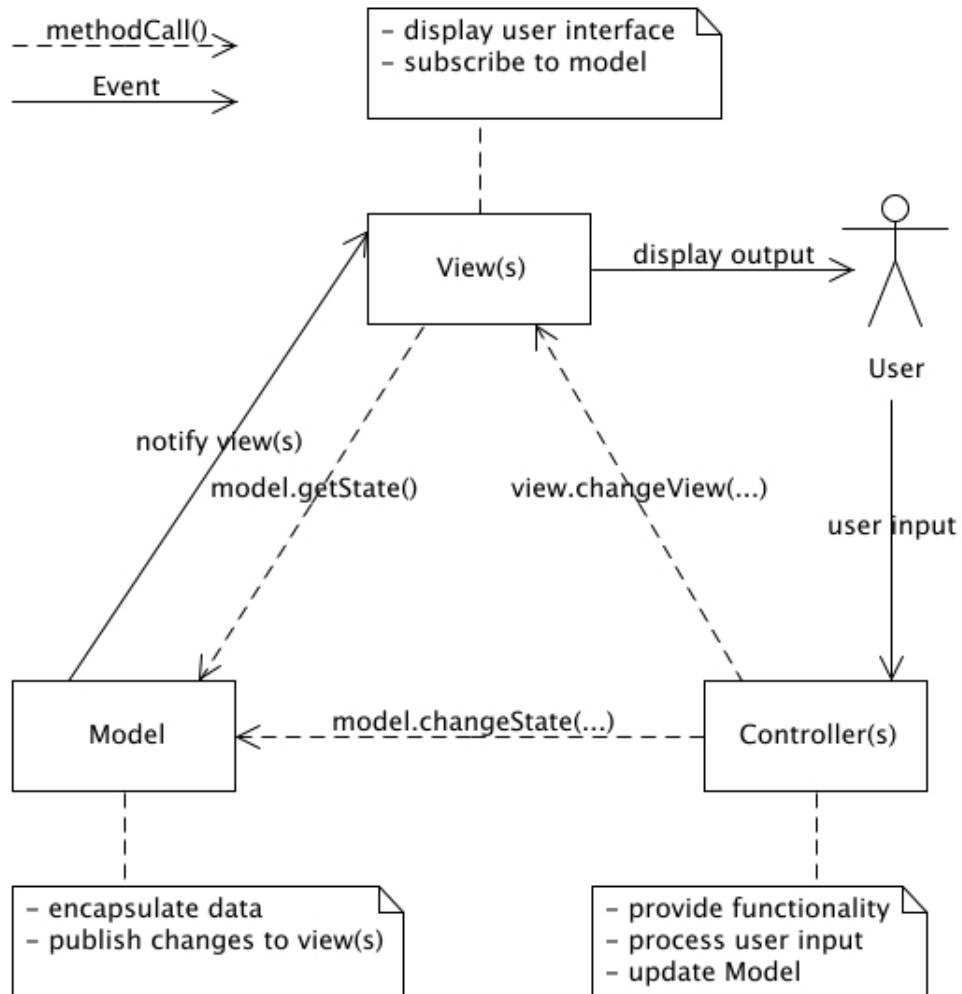 methodCall()
Event
– display user interface
– subscribe to model
View(s)
display output
User
notify view(s)
model.getState()
view.changeView(...)
user input
Model
model.changeState(...)
Controller(s)
– encapsulate data
– publish changes to view(s)
– provide functionality
– process user input
– update Model